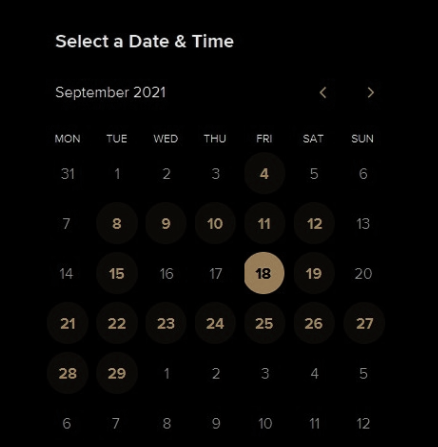 Select a Date & Time
September 2021
MON TUE WED THU FRI SAT SUN
31 1 2 3 4 5 6
7 8 9 10 11 12 13
14 15 16 17 18 19 20
21 22 23 24 25 26 27
28 29 1 2 3 4 5
6 7 8 9 10 11 12